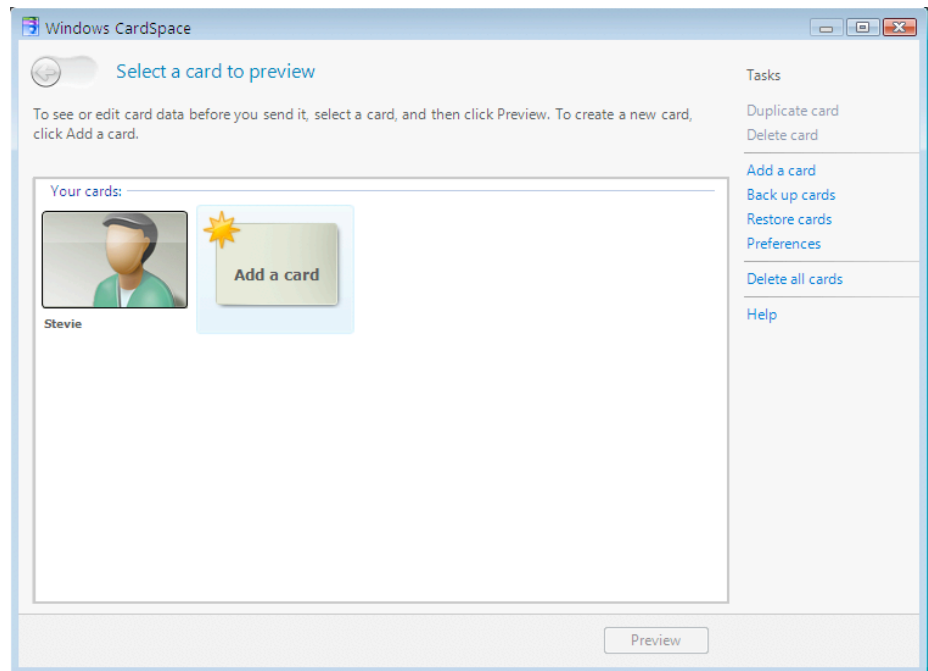 Windows CardSpace
Select a card to preview
To see or edit card data before you send it, select a card, and then click Preview. To create a new card,
click Add a card.
Your cards:
Add a card
Stevie
Tasks
Duplicate card
Delete card
Add a card
Back up cards
Restore cards
Preferences
Delete all cards
Help
Preview